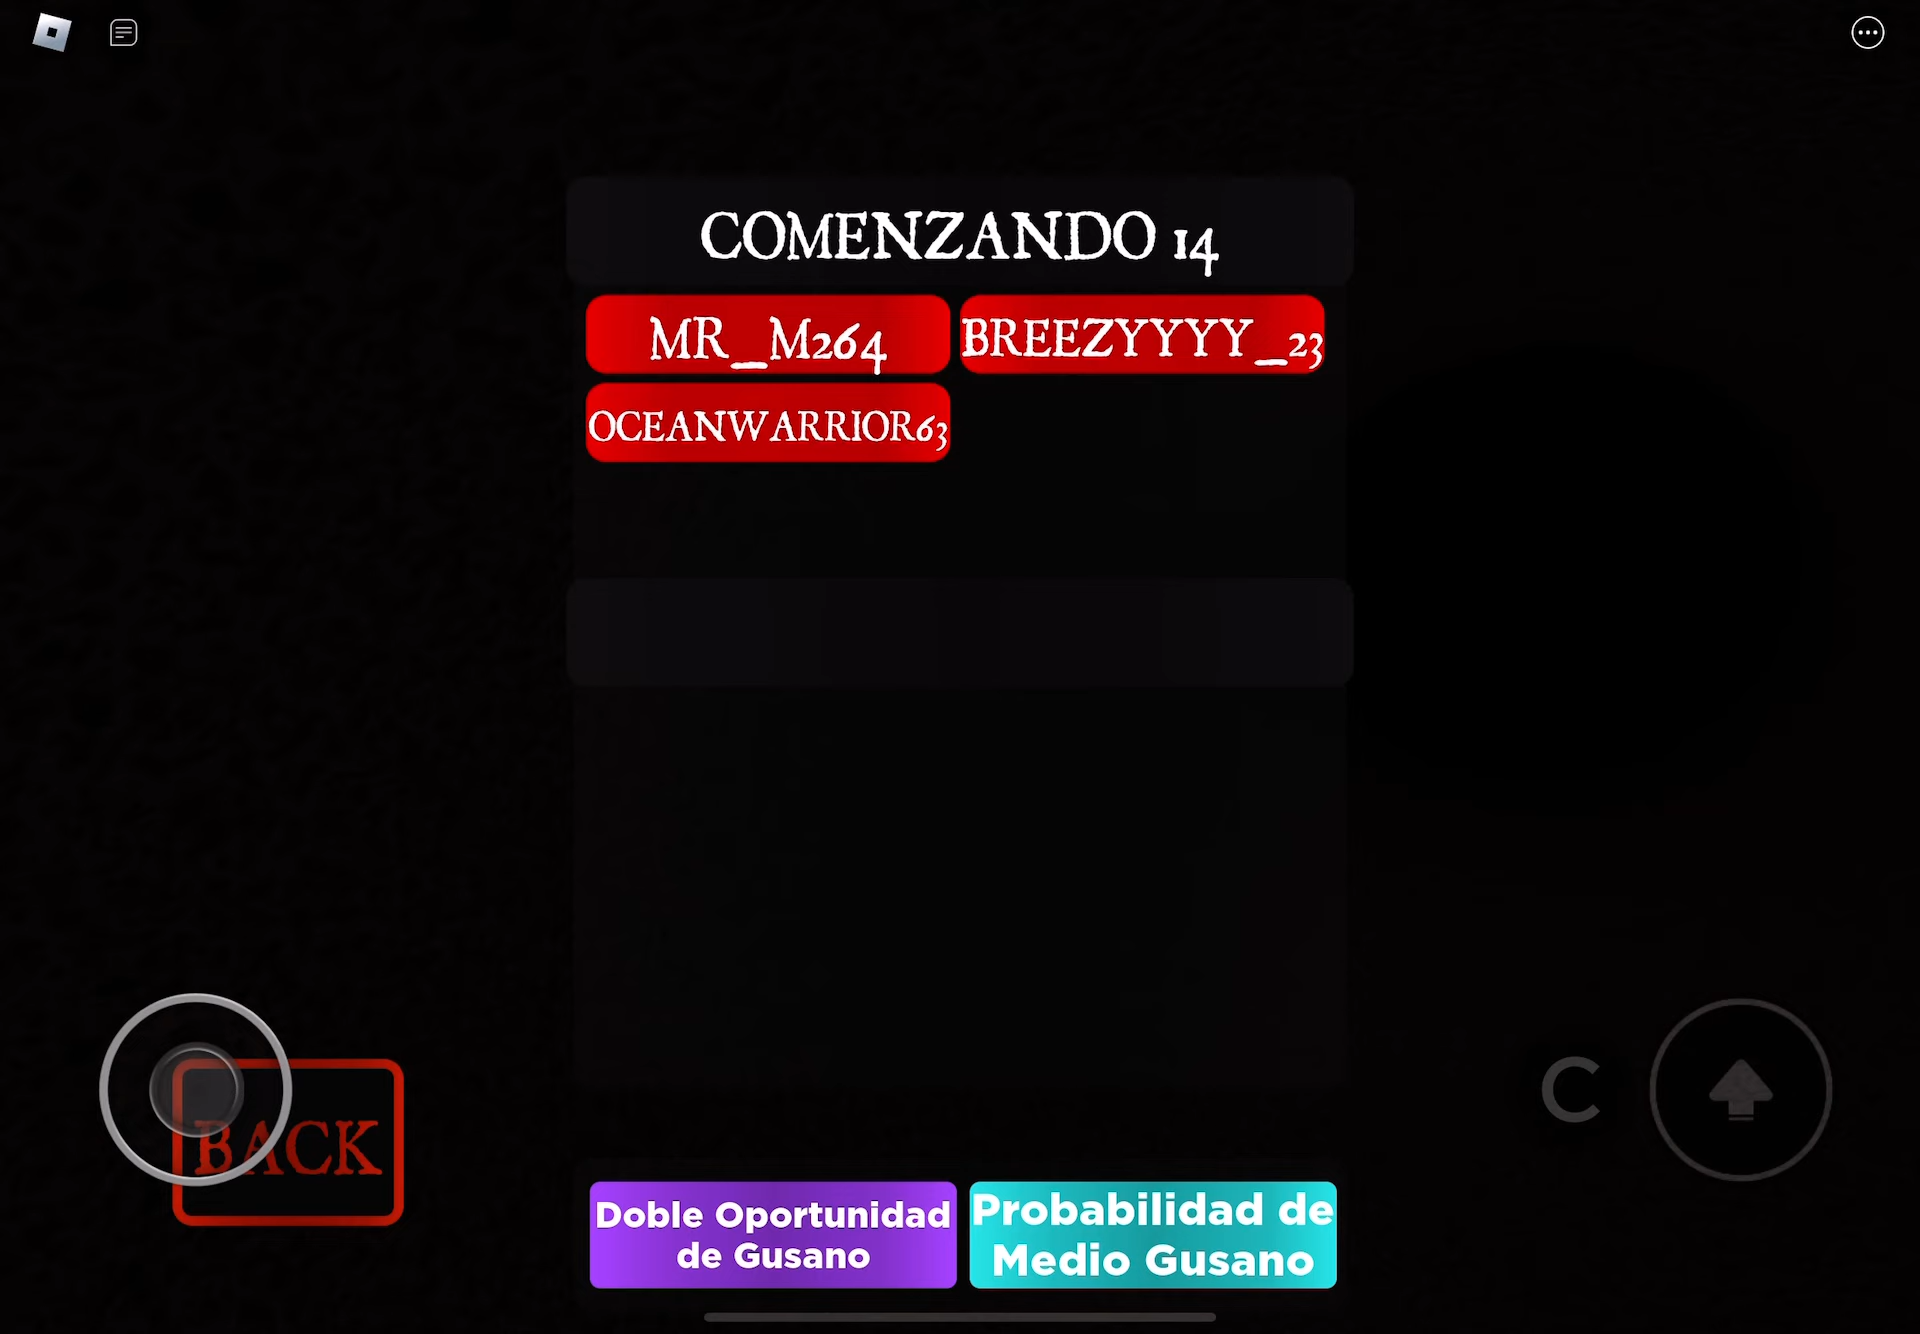 COMENZANDO 14
MR_M264
BREEZYYYY_23
OCEANWARRIOR63
BACK
C
Doble Oportunidad
de Gusano
Probabilidad de
Medio Gusano